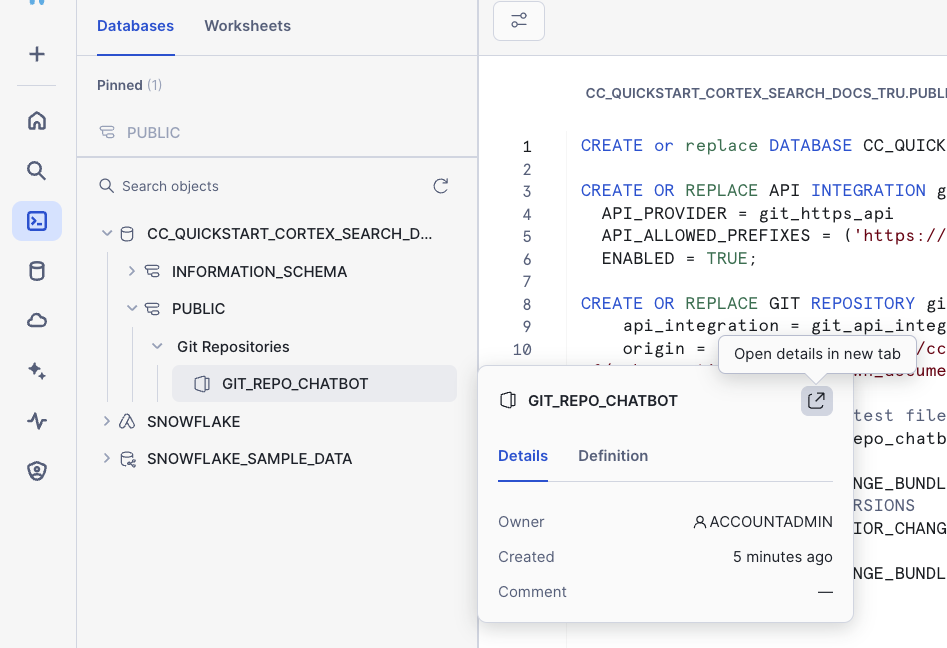 Databases Worksheets
Pinned (1)
PUBLIC
Search objects
CC_QUICKSTART_CORTEX_SEARCH_D...
INFORMATION_SCHEMA
PUBLIC
Git Repositories
GIT_REPO_CHATBOT
SNOWFLAKE
SNOWFLAKE_SAMPLE_DATA
CC_QUICKSTART_CORTEX_SEARCH_DOCS_TRU.PUBLI
1 CREATE or replace DATABASE CC_QUICK
2
3 CREATE OR REPLACE API INTEGRATION g
4 API_PROVIDER = git_https_api
5 API_ALLOWED_PREFIXES = ('https://
6 ENABLED = TRUE;
7
8 CREATE OR REPLACE GIT REPOSITORY gi
9 api_integration = git_api_integ
10 origin = /cc
Open details in new tab
GIT_REPO_CHATBOT
Details Definition
Owner ACCOUNTADMIN
Created 5 minutes ago
Comment —
_docume
test file
epo_chatb
NGE_BUNDL
RSIONS
IOR_CHANG
NGE_BUNDL